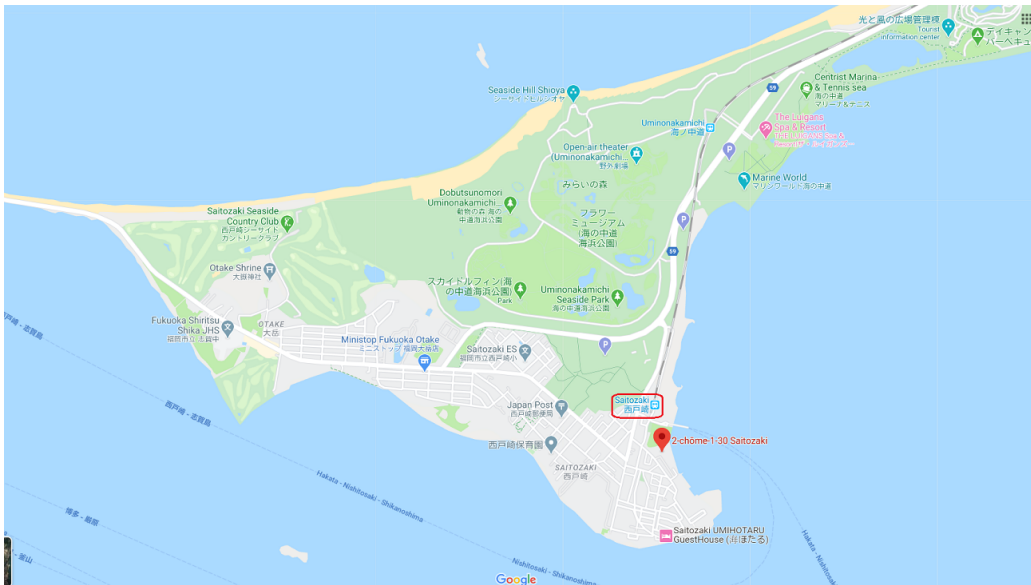 光と風の広場管理棟
Tourist
information center
デイキャン
バーベキュ
59
Centrist Marina
& Tennis sea
海の中道
マリーナ&テニス
Seaside Hill Shioya
シーサイドヒルシオヤ
Uminonakamichi
海ノ中道
The Luigans
Spa & Resort
P
Open-air theater
(Uminonakamichi...
野外劇場
Marine World
マリンワールド海の中道
みらいの森
Dobutsunomori
Uminonakamichi...
動物の森 海の
中道海浜公園
Saitozaki Seaside
Country Club
西戸崎シーサイド
カントリークラブ
フラワー
ミュージアム
(海の中道
海浜公園)
P
59
Otake Shrine
大嶽神社
スカイドルフィン(海
の中道海浜公園)
Park
Uminonakamichi
Seaside Park
海の中道海浜公園
Fukuoka Shiritsu
Shika JHS
福岡市立 志賀中
OTAKE
大岳
Ministop Fukuoka Otake
ミニストップ 福岡大岳店
Saitozaki ES
福岡市立西戸崎小
P
西戸崎 - 志賀島
Saitozaki
西戸崎
Japan Post
西戸崎郵便局
西戸崎 - 志賀島
2-chōme-1-30 Saitozaki
西戸崎保育園
SAITOZAKI
西戸崎
Hakata - Nishitosaki - Shikanoshima
博多 - 壱岐
Saitozaki UMIHOTARU
GuestHouse (海ほたる)
Hakata - Nishitosaki
Nishitosaki - Shikanoshima
釜山
Google